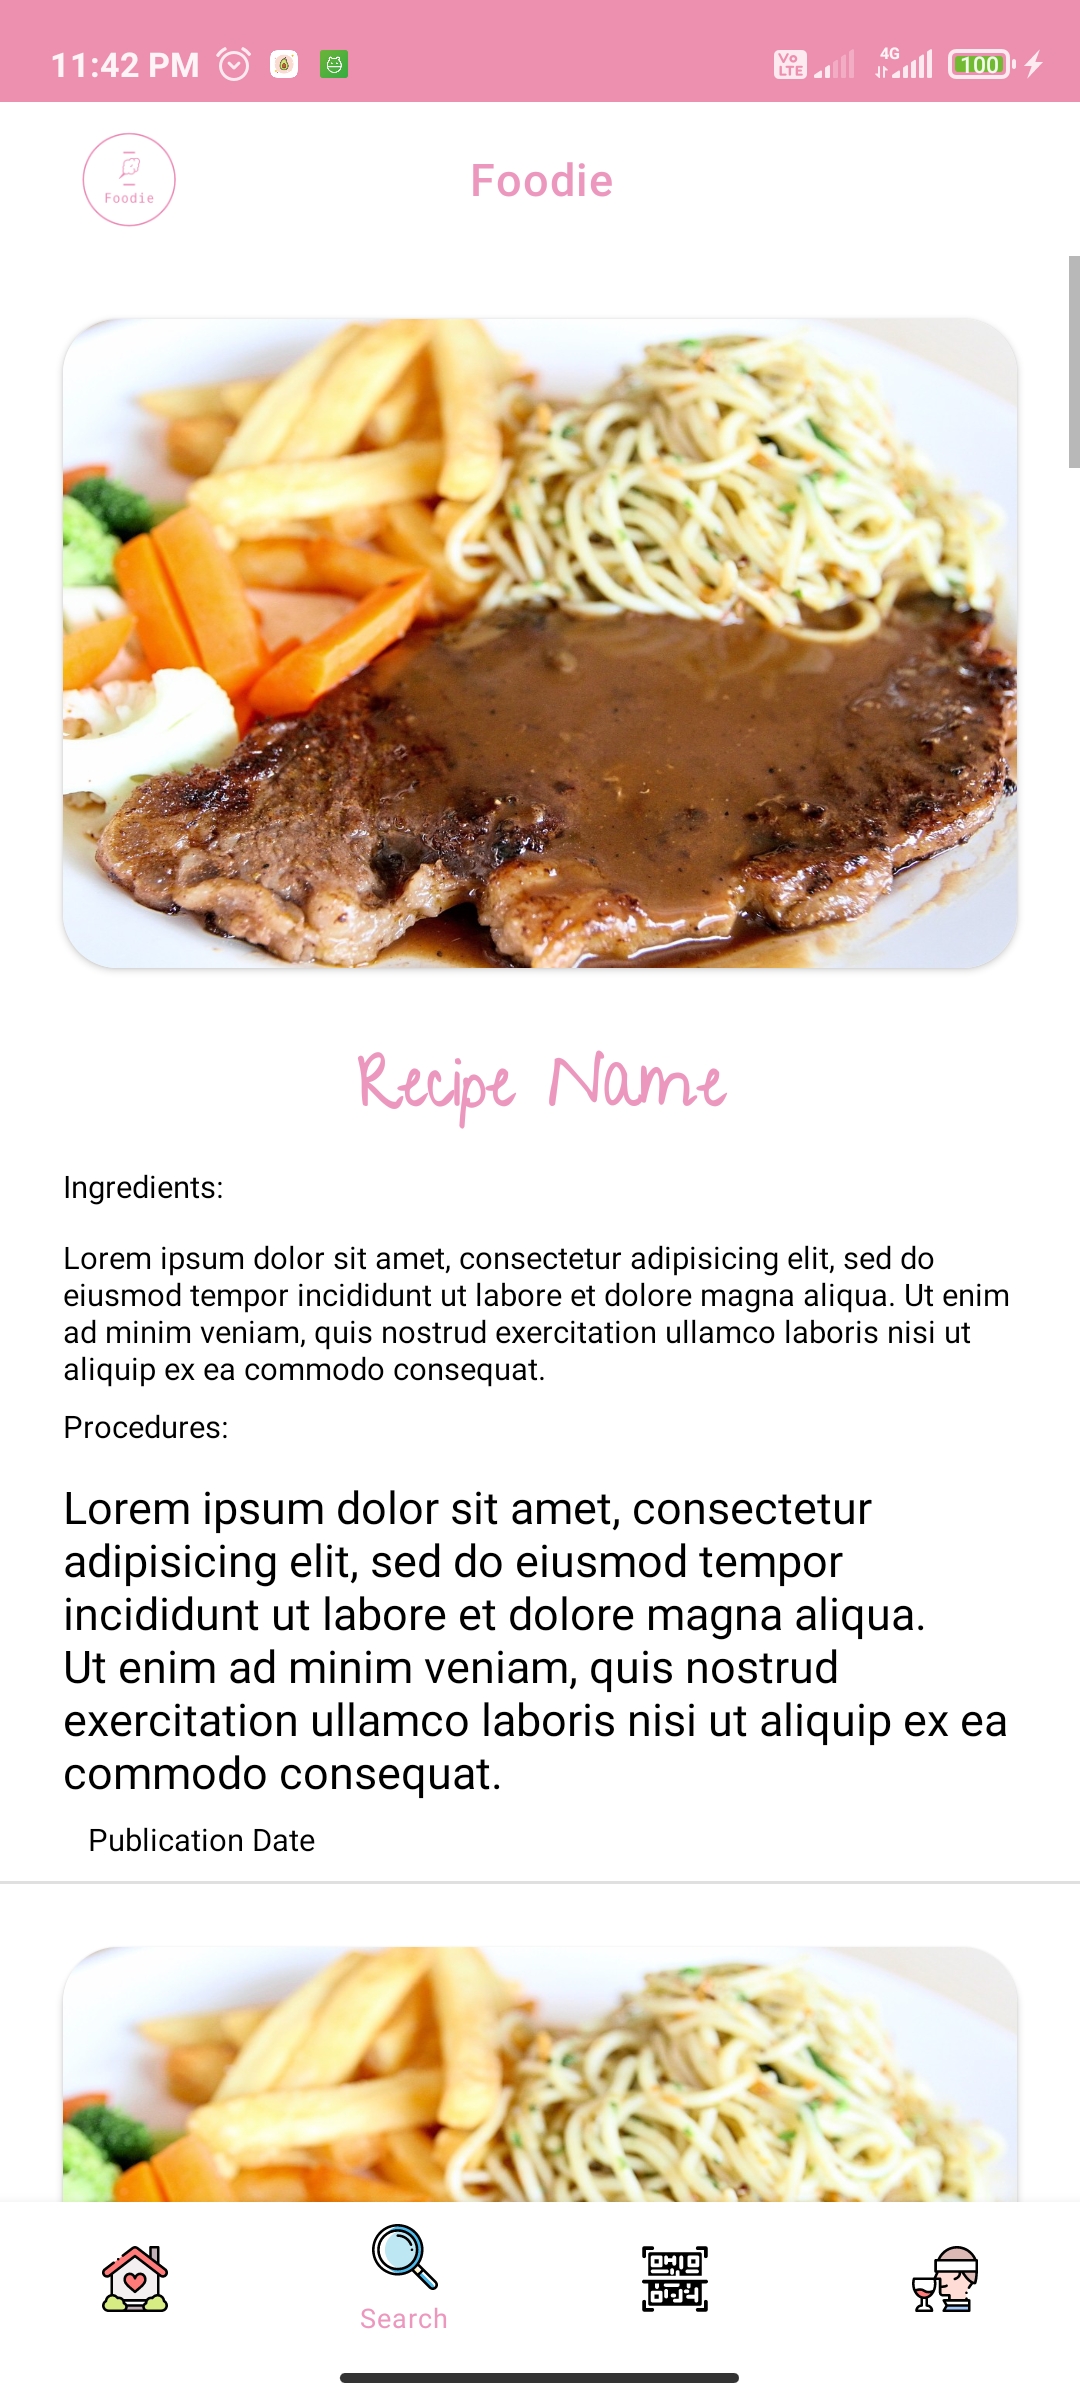 11:42 PM
Vo
LTE
4G
100
Foodie
Foodie
Recipe Name
Ingredients:
Lorem ipsum dolor sit amet, consectetur adipisicing elit, sed do
eiusmod tempor incididunt ut labore et dolore magna aliqua. Ut enim
ad minim veniam, quis nostrud exercitation ullamco laboris nisi ut
aliquip ex ea commodo consequat.
Procedures:
Lorem ipsum dolor sit amet, consectetur
adipisicing elit, sed do eiusmod tempor
incididunt ut labore et dolore magna aliqua.
Ut enim ad minim veniam, quis nostrud
exercitation ullamco laboris nisi ut aliquip ex ea
commodo consequat.
Publication Date
Search